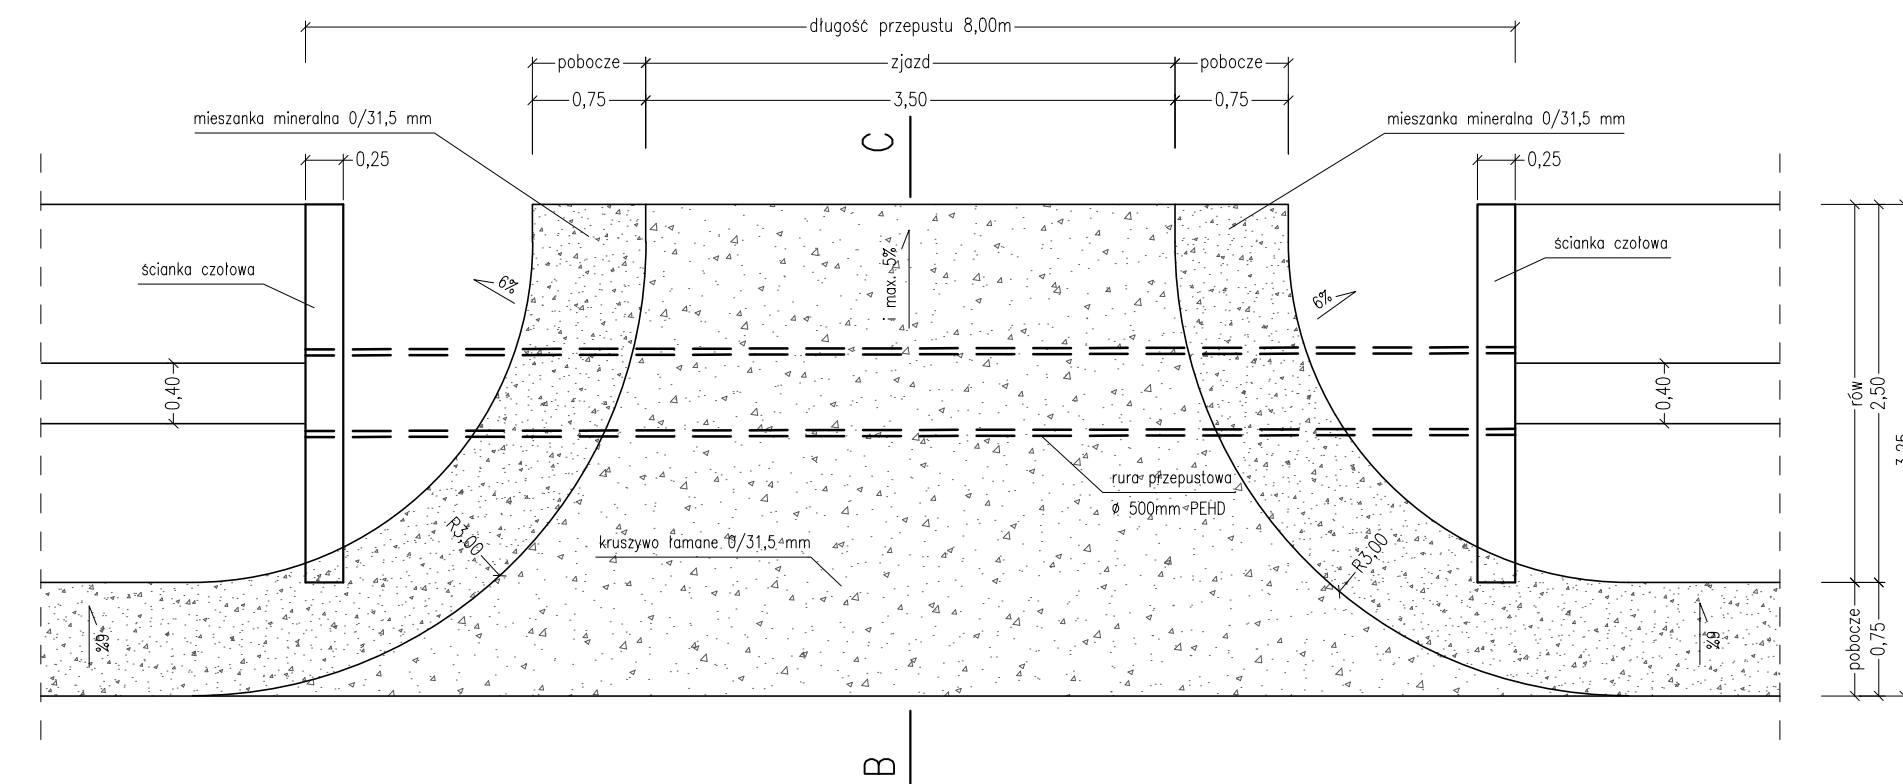 długość przepustu 8,00m
pobocze
zjazd
pobocze
0,75
3,50
0,75
mieszanka mineralna 0/31,5 mm
mieszanka mineralna 0/31,5 mm
C
0,25
0,25
ścianka czołowa
ścianka czołowa
6%
i max. 5%
6%
0,40
0,40
rów
2,50
3,25
rura przepustowa
ø 500mm PEHD
R3,00
kruszywo łamane 0/31,5 mm
R3,00
6%
6%
pobocze
0,75
B